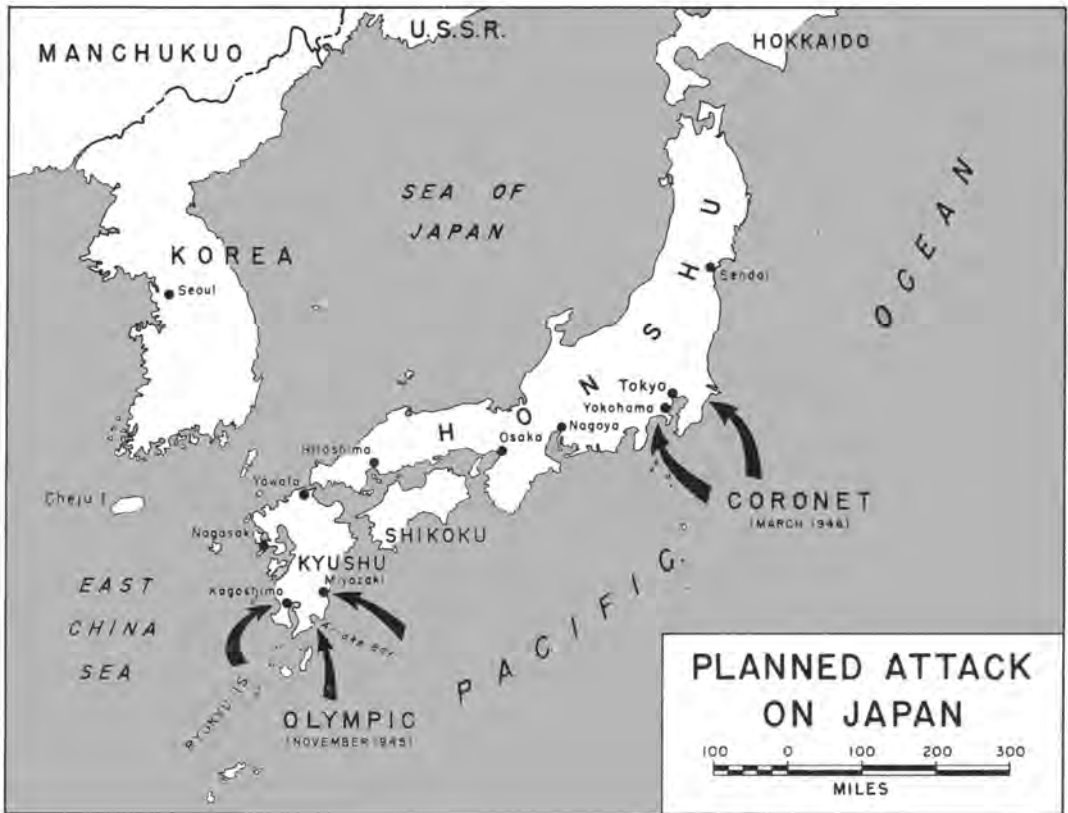 U.S.S.R.
HOKKAIDO
MANCHUKUO
SEA OF
JAPAN
KOREA
Seoul
HONSHU
Sendai
OCEAN
Tokyo
Yokohama
Nagoya
Osaka
Hiroshima
Yawata
Cheju I
SHIKOKU
CORONET
(MARCH 1946)
Nagasaki
KYUSHU
Miyazaki
Kagoshima
EAST
CHINA
SEA
PACIFIC
RYUKYU IS
OLYMPIC
(NOVEMBER 1945)
PLANNED ATTACK
ON JAPAN
100 0 100 200 300
MILES